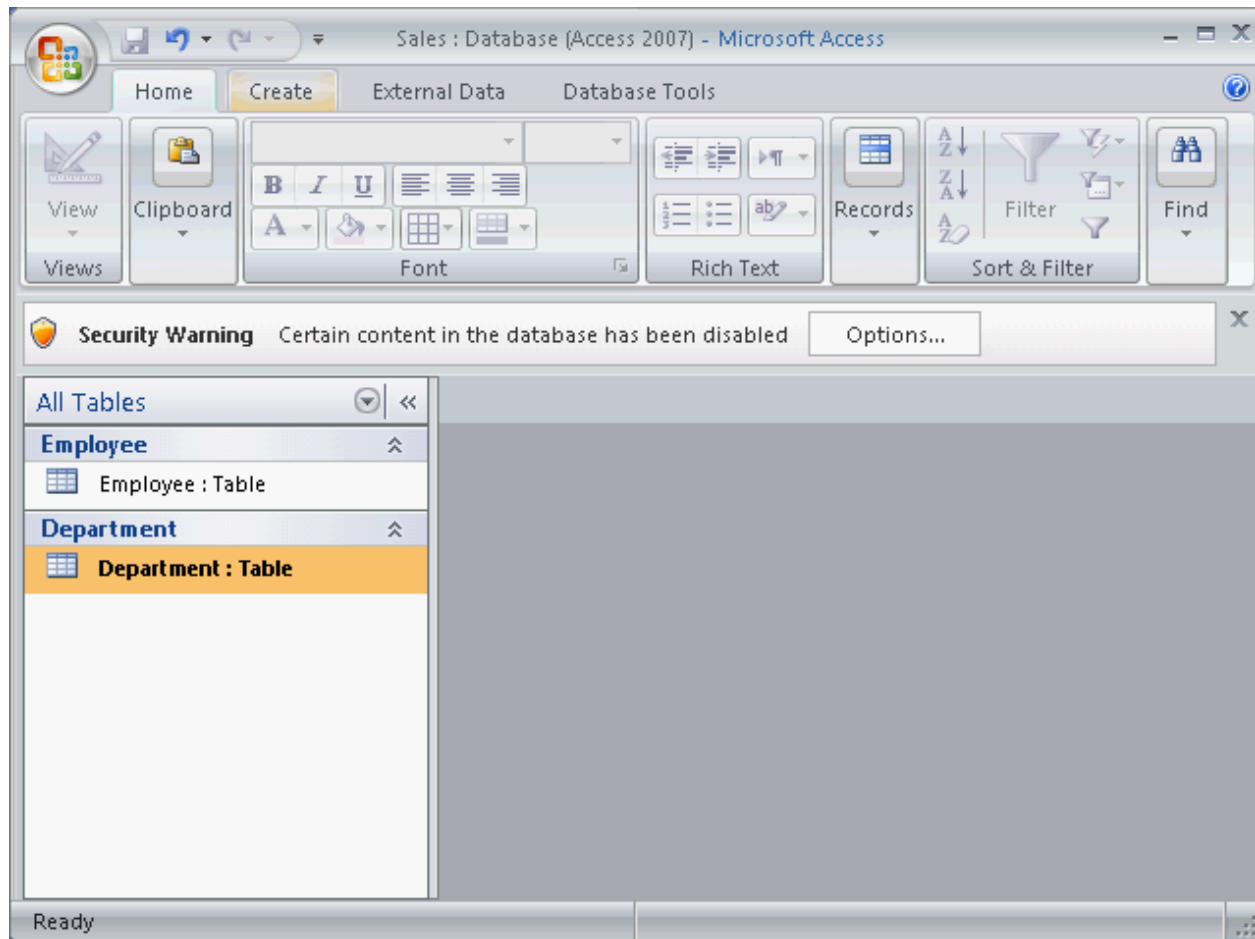 Sales : Database (Access 2007) - Microsoft Access
Home Create External Data Database Tools
B I U
A
View Clipboard Records Filter Find
Views Font Rich Text Sort & Filter
Security Warning Certain content in the database has been disabled Options...
All Tables
Employee
Employee : Table
Department
Department : Table
Ready